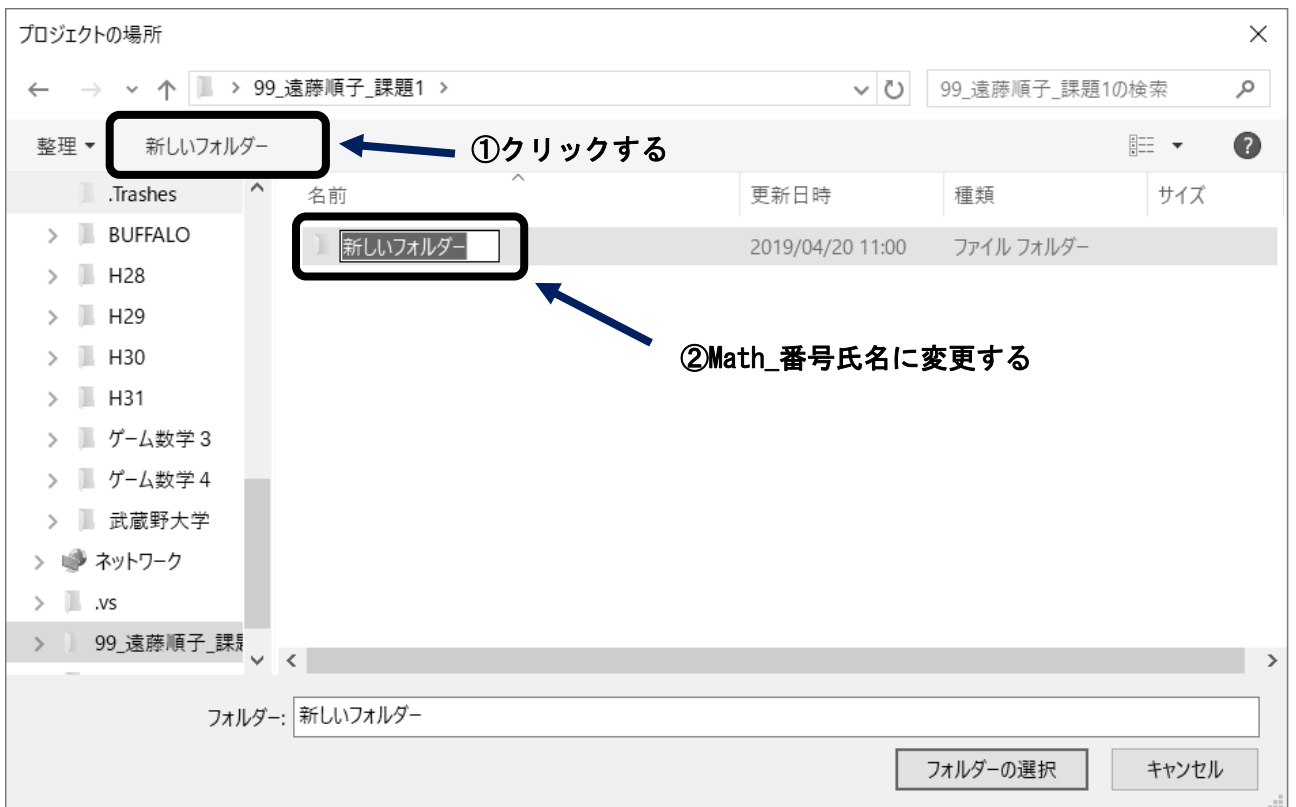 プロジェクトの場所
99_遠藤順子_課題1
99_遠藤順子_課題1の検索
整理
新しいフォルダー
①クリックする
.Trashes
BUFFALO
H28
H29
H30
H31
ゲーム数学3
ゲーム数学4
武蔵野大学
ネットワーク
.vs
99_遠藤順子_課題
名前
更新日時
種類
サイズ
新しいフォルダー
2019/04/20 11:00
ファイル フォルダー
②Math_番号氏名に変更する
フォルダー: 新しいフォルダー
フォルダーの選択
キャンセル